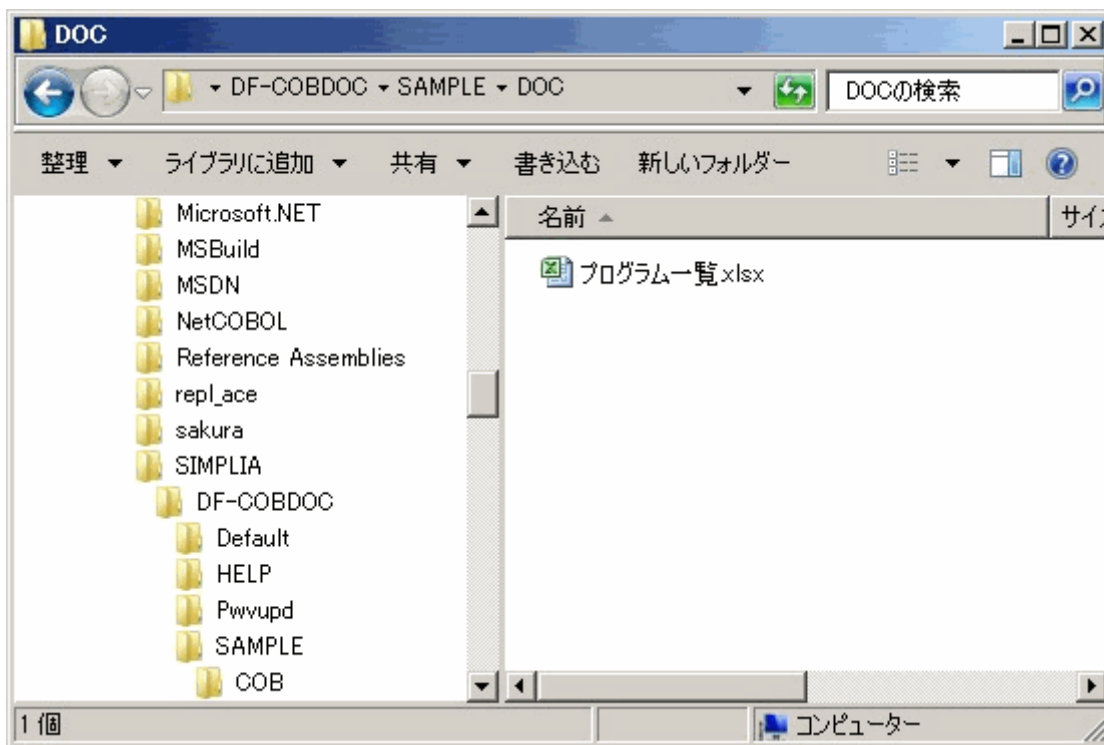 DOC
DF-COBDOC SAMPLE DOC DOCの検索
整理 ライブラリに追加 共有 書き込む 新しいフォルダー
Microsoft.NET
MSBuild
MSDN
NetCOBOL
Reference Assemblies
repl_ace
sakura
SIMPLIA
DF-COBDOC
Default
HELP
Pwvupd
SAMPLE
COB
名前 サイ
プログラム一覧.xlsx
1 個
コンピューター